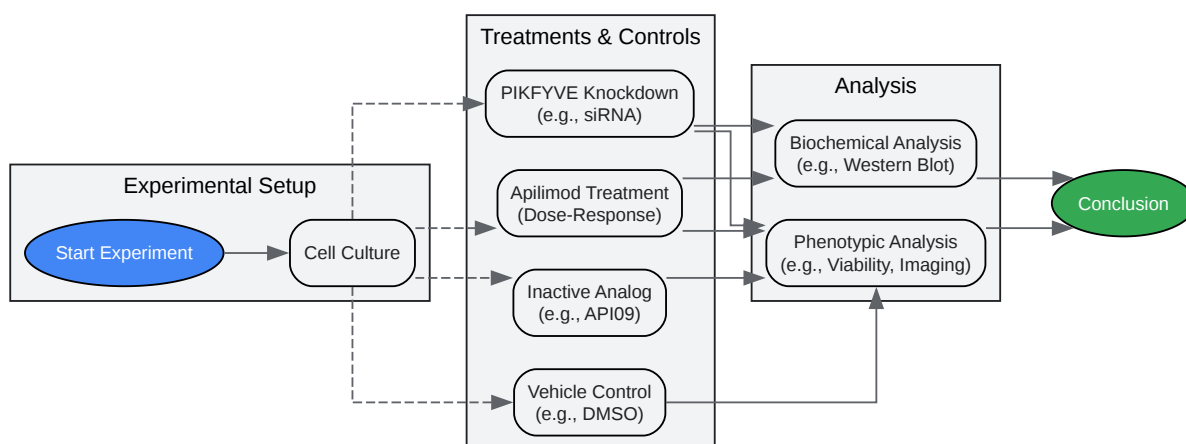 Experimental Setup
Start Experiment
Cell Culture
Treatments & Controls
PIKFYVE Knockdown
(e.g., siRNA)
Apilimod Treatment
(Dose-Response)
Inactive Analog
(e.g., API09)
Vehicle Control
(e.g., DMSO)
Analysis
Biochemical Analysis
(e.g., Western Blot)
Phenotypic Analysis
(e.g., Viability, Imaging)
Conclusion